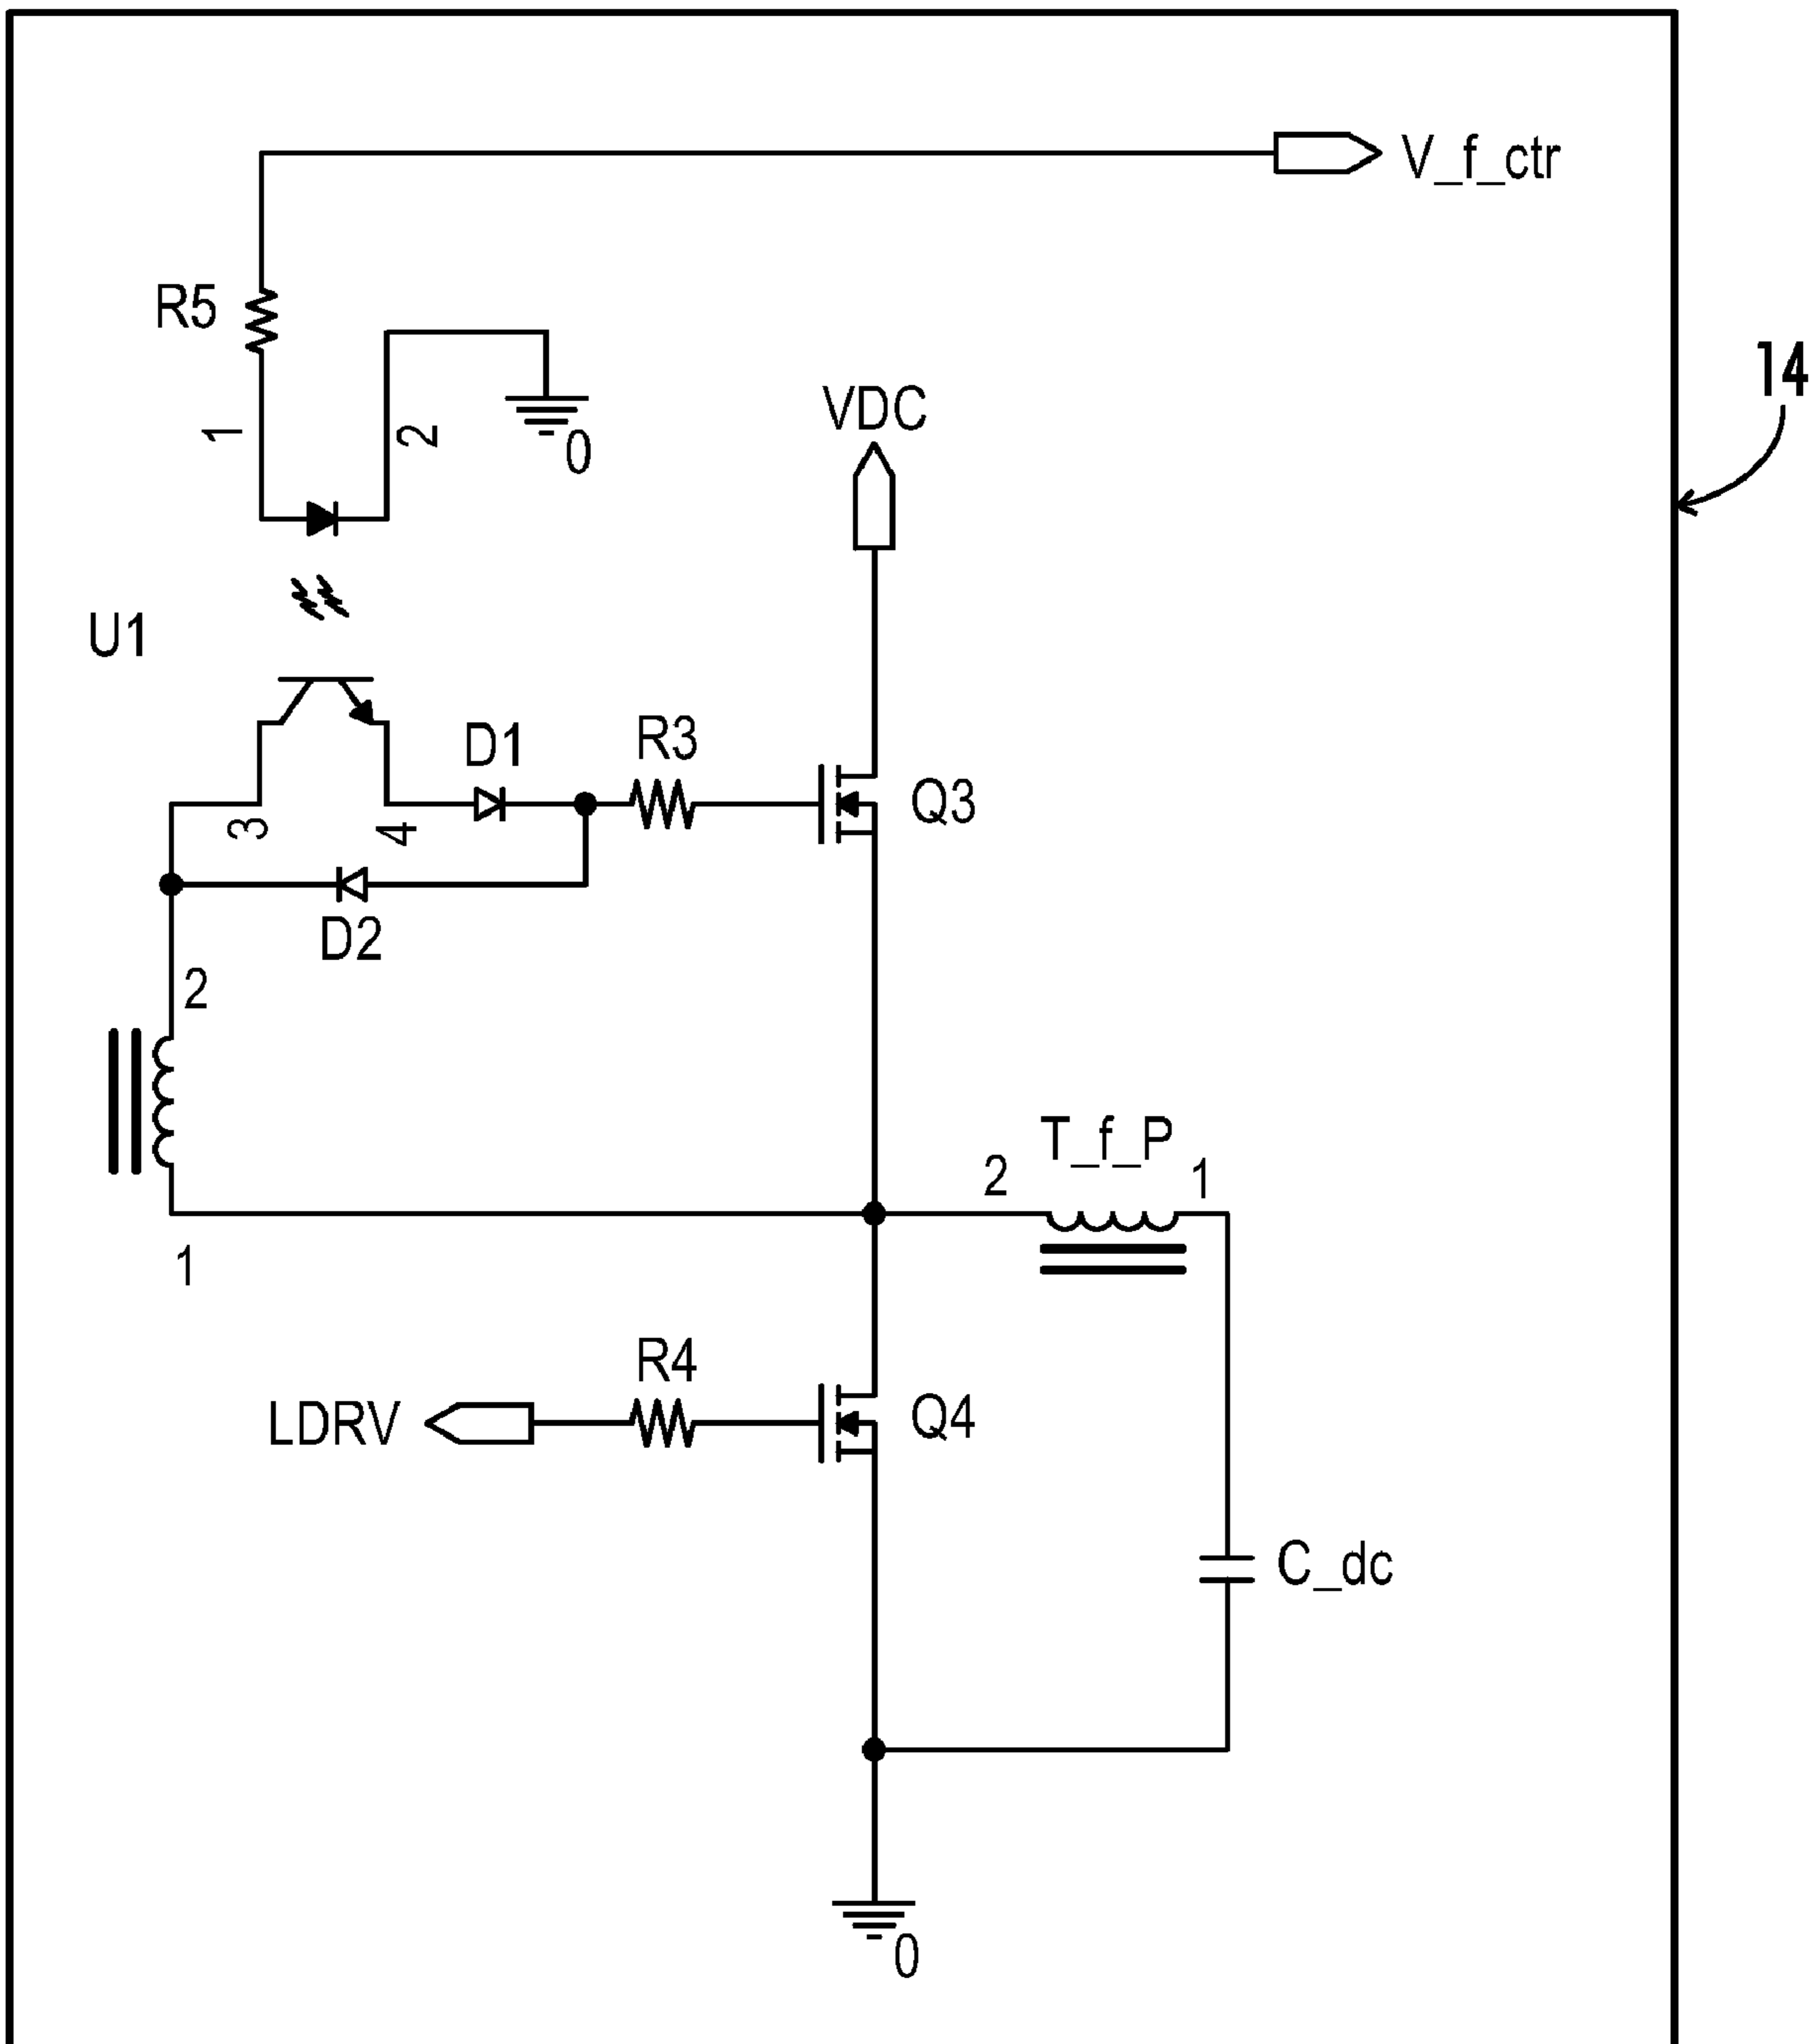 V_f_ctr
R5
14
1
2
VDC
0
U1
D1
R3
Q3
3
4
D2
2
T_f_P
2
1
1
R4
LDRV
Q4
C_dc
0